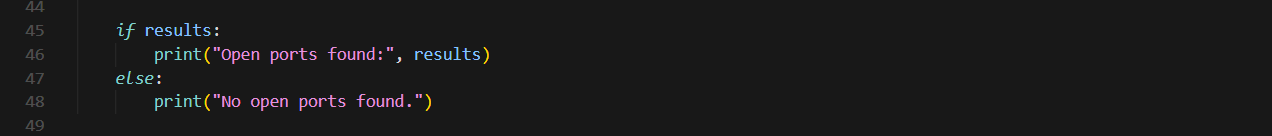 44
45 if results:
46 print("Open ports found:", results)
47 else:
48 print("No open ports found.")
49